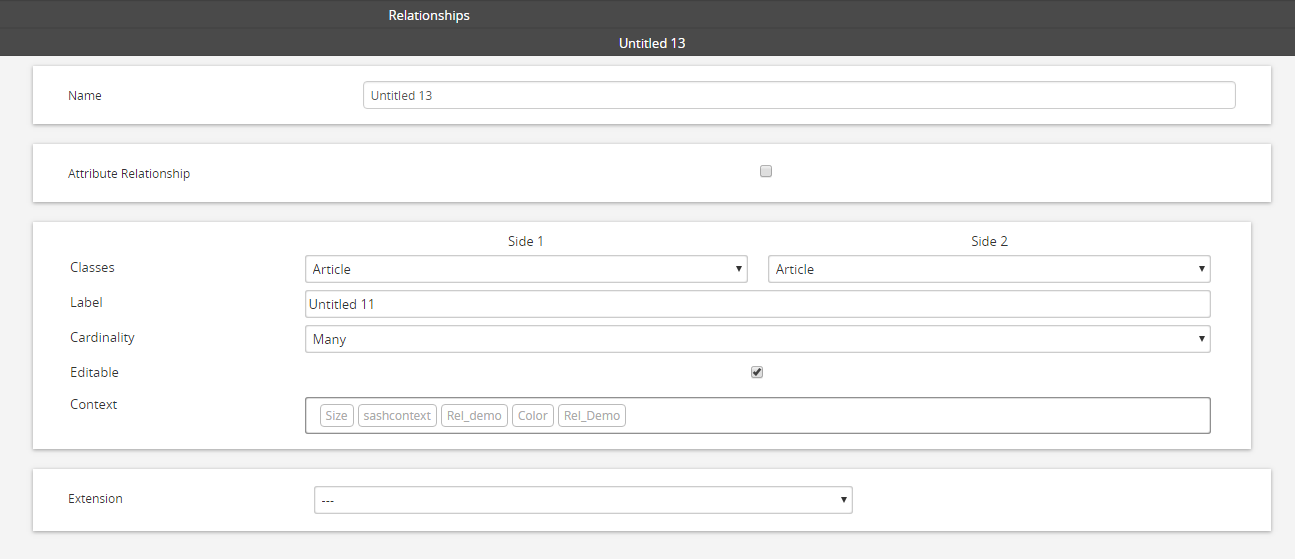 Relationships
Untitled 13
Name Untitled 13
Attribute Relationship
Side 1 Side 2
Classes Article Article
Label Untitled 11
Cardinality Many
Editable
Context Size sashcontext Rel_demo Color Rel_Demo
Extension ---